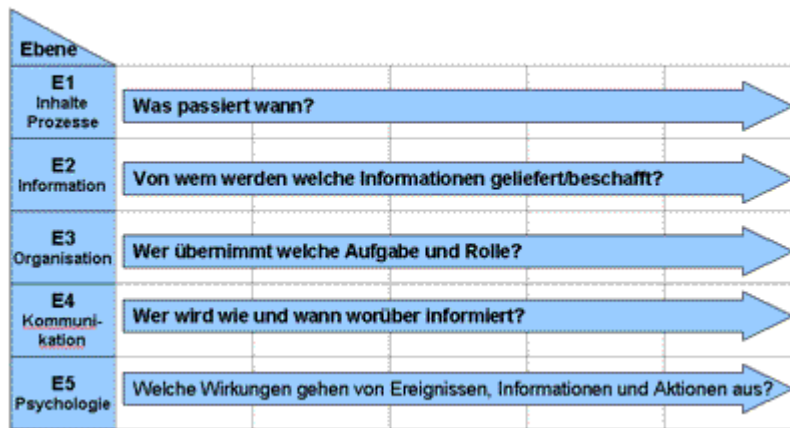 Ebene
E1
Inhalte
Prozesse
Was passiert wann?
E2
Information
Von wem werden welche Informationen geliefert/beschafft?
E3
Organisation
Wer übernimmt welche Aufgabe und Rolle?
E4
Kommuni-
kation
Wer wird wie und wann worüber informiert?
E5
Psychologie
Welche Wirkungen gehen von Ereignissen, Informationen und Aktionen aus?